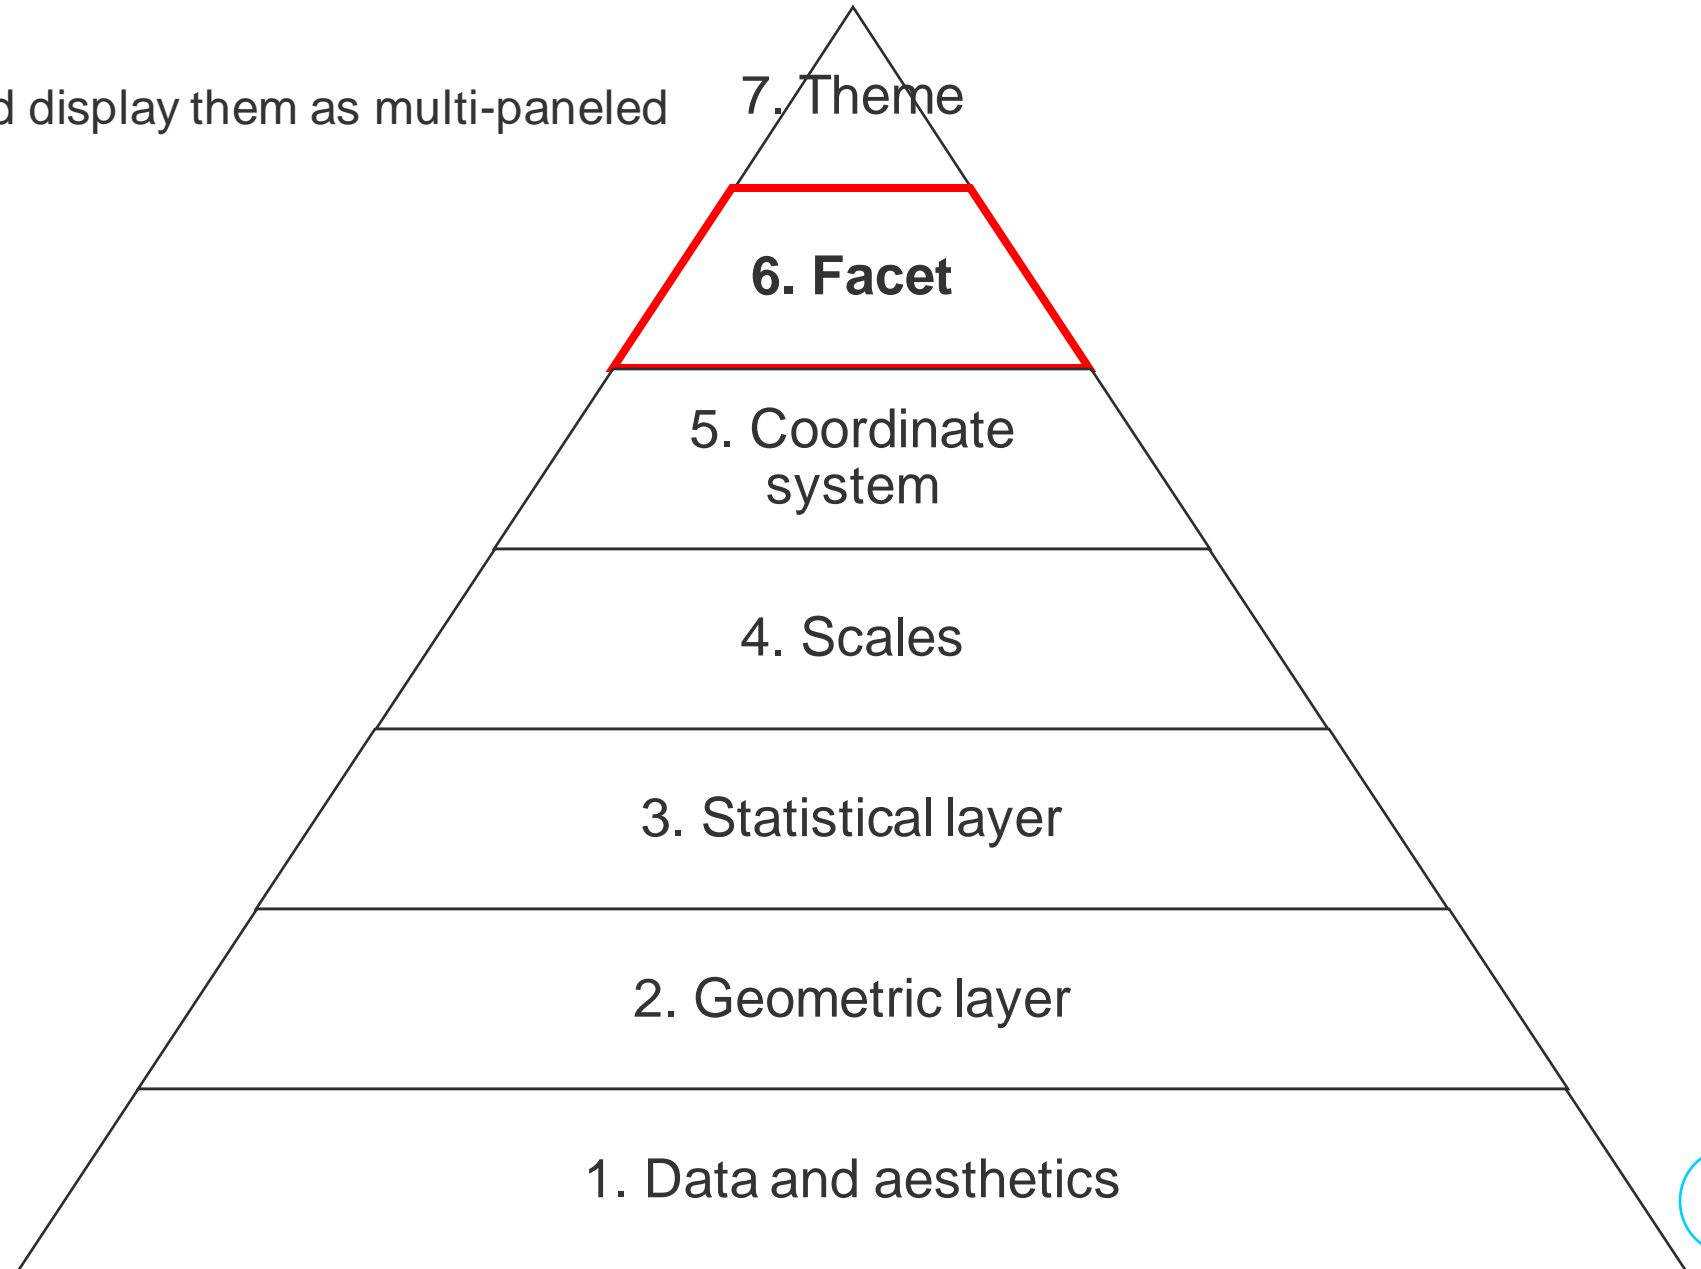 display them as multi-paneled
7. Theme
6. Facet
5. Coordinate
system
4. Scales
3. Statistical layer
2. Geometric layer
1. Data and aesthetics